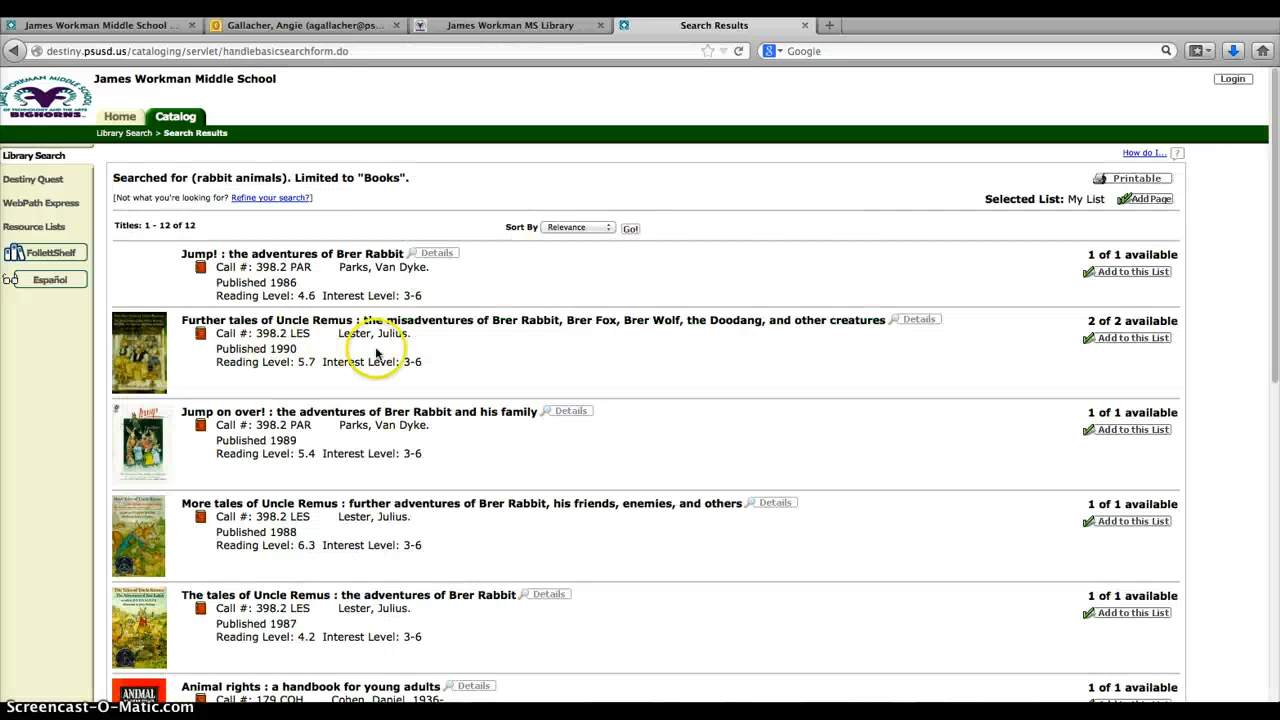 James Workman Middle School ...
Gallacher, Angie (agallacher@ps...
James Workman MS Library
Search Results
destiny.psusd.us/cataloging/servlet/handlebasicsearchform.do
Google
James Workman Middle School
Login
BIGHORNS
Home
Catalog
Library Search > Search Results
Library Search
Destiny Quest
WebPath Express
Resource Lists
FollettShelf
Español
How do I... ?
Searched for (rabbit animals). Limited to "Books".
Printable
[Not what you're looking for? Refine your search?]
Selected List: My List Add Page
Titles: 1 - 12 of 12
Sort By Relevance Go!
Jump! : the adventures of Brer Rabbit Details
1 of 1 available
Call #: 398.2 PAR Parks, Van Dyke.
Add to this List
Published 1986
Reading Level: 4.6 Interest Level: 3-6
Further tales of Uncle Remus : the misadventures of Brer Rabbit, Brer Fox, Brer Wolf, the Doodang, and other creatures Details
2 of 2 available
Call #: 398.2 LES Lester, Julius.
Add to this List
Published 1990
Reading Level: 5.7 Interest Level: 3-6
Jump on over! : the adventures of Brer Rabbit and his family Details
1 of 1 available
Call #: 398.2 PAR Parks, Van Dyke.
Add to this List
Published 1989
Reading Level: 5.4 Interest Level: 3-6
More tales of Uncle Remus : further adventures of Brer Rabbit, his friends, enemies, and others Details
1 of 1 available
Call #: 398.2 LES Lester, Julius.
Add to this List
Published 1988
Reading Level: 6.3 Interest Level: 3-6
The tales of Uncle Remus : the adventures of Brer Rabbit Details
1 of 1 available
Call #: 398.2 LES Lester, Julius.
Add to this List
Published 1987
Reading Level: 4.2 Interest Level: 3-6
Animal rights : a handbook for young adults Details
1 of 1 available
ANIMAL
Call #: 179 COH Cohen, Daniel, 1936-
Add to this List
Screencast-O-Matic.com